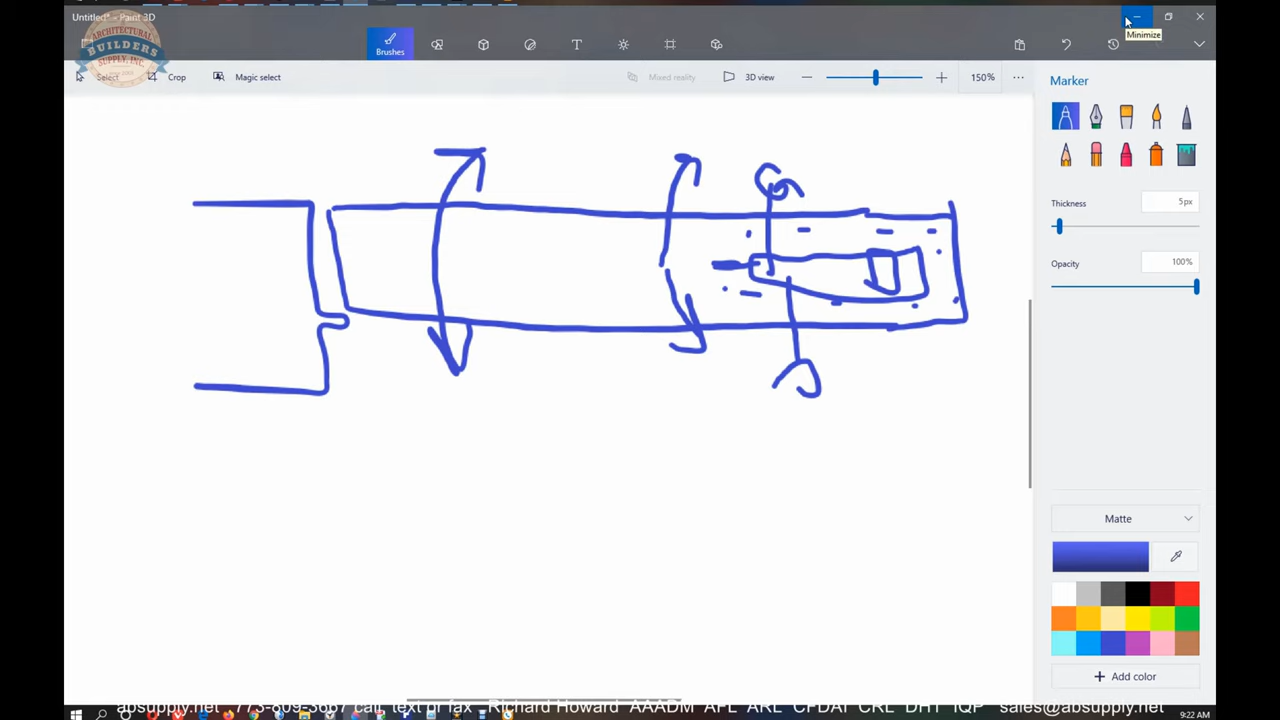 Untitled* - Paint 3D
ARCHITECTURAL
BUILDERS
SUPPLY, INC.
Minimize
Brushes
Select
Crop
Magic select
Mixed reality
3D view
150%
Marker
Thickness
5px
Opacity
100%
Matte
Add color
absupply.net 773-809-3667 call, text or fax Richard Howard AAADM AFL ARL CFDAI CRL DHT IQP sales@absupply.net
9:22 AM